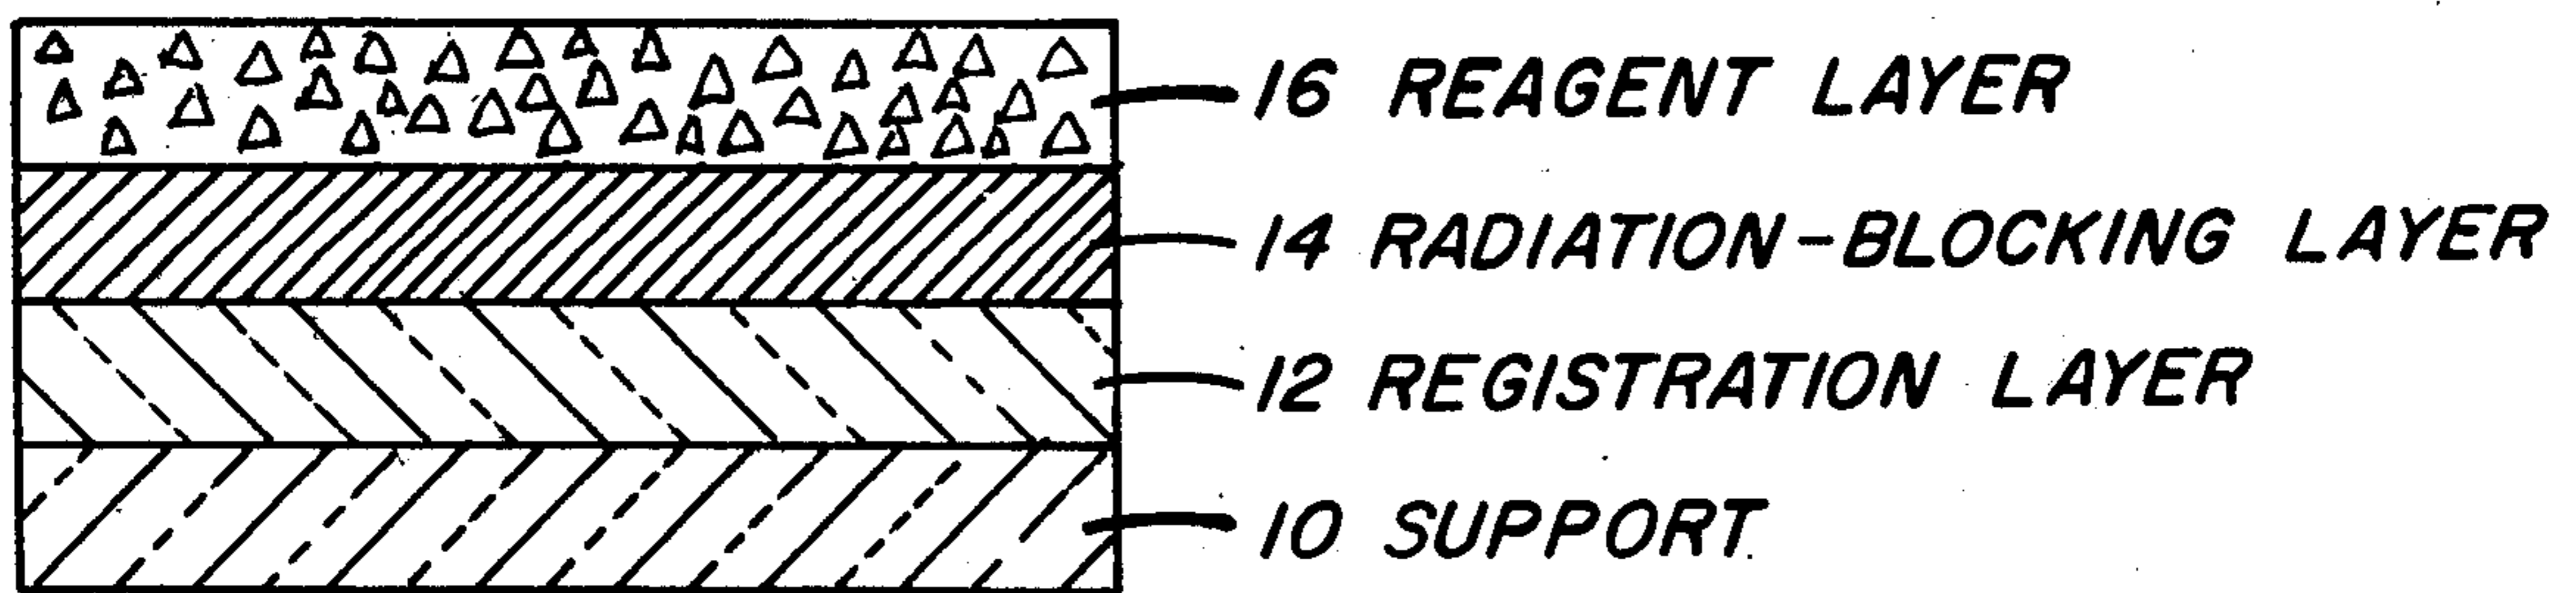 16 REAGENT LAYER
14 RADIATION-BLOCKING LAYER
12 REGISTRATION LAYER
10 SUPPORT